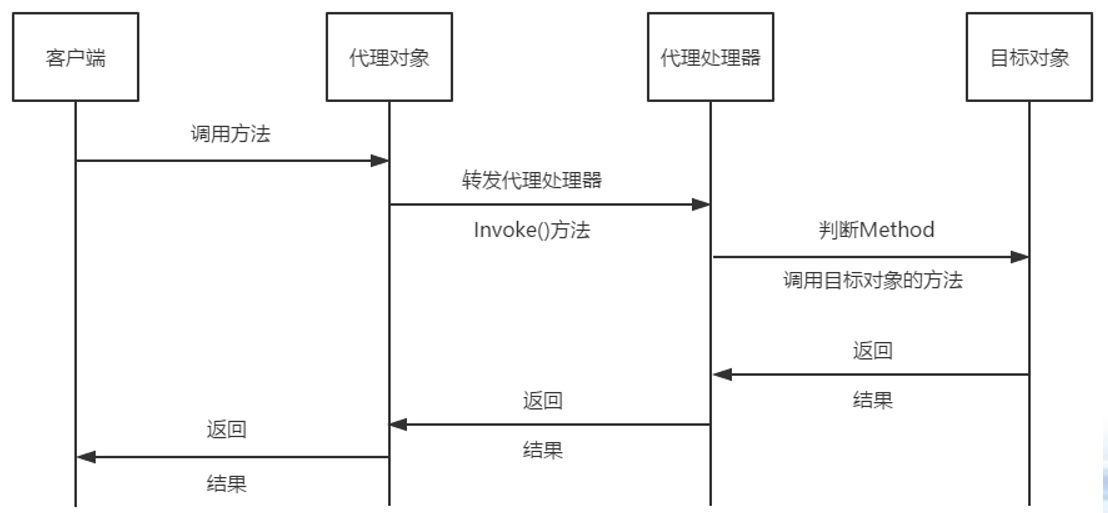 客户端
代理对象
代理处理器
目标对象
调用方法
转发代理处理器
Invoke()方法
判断Method
调用目标对象的方法
返回
结果
返回
结果
返回
结果